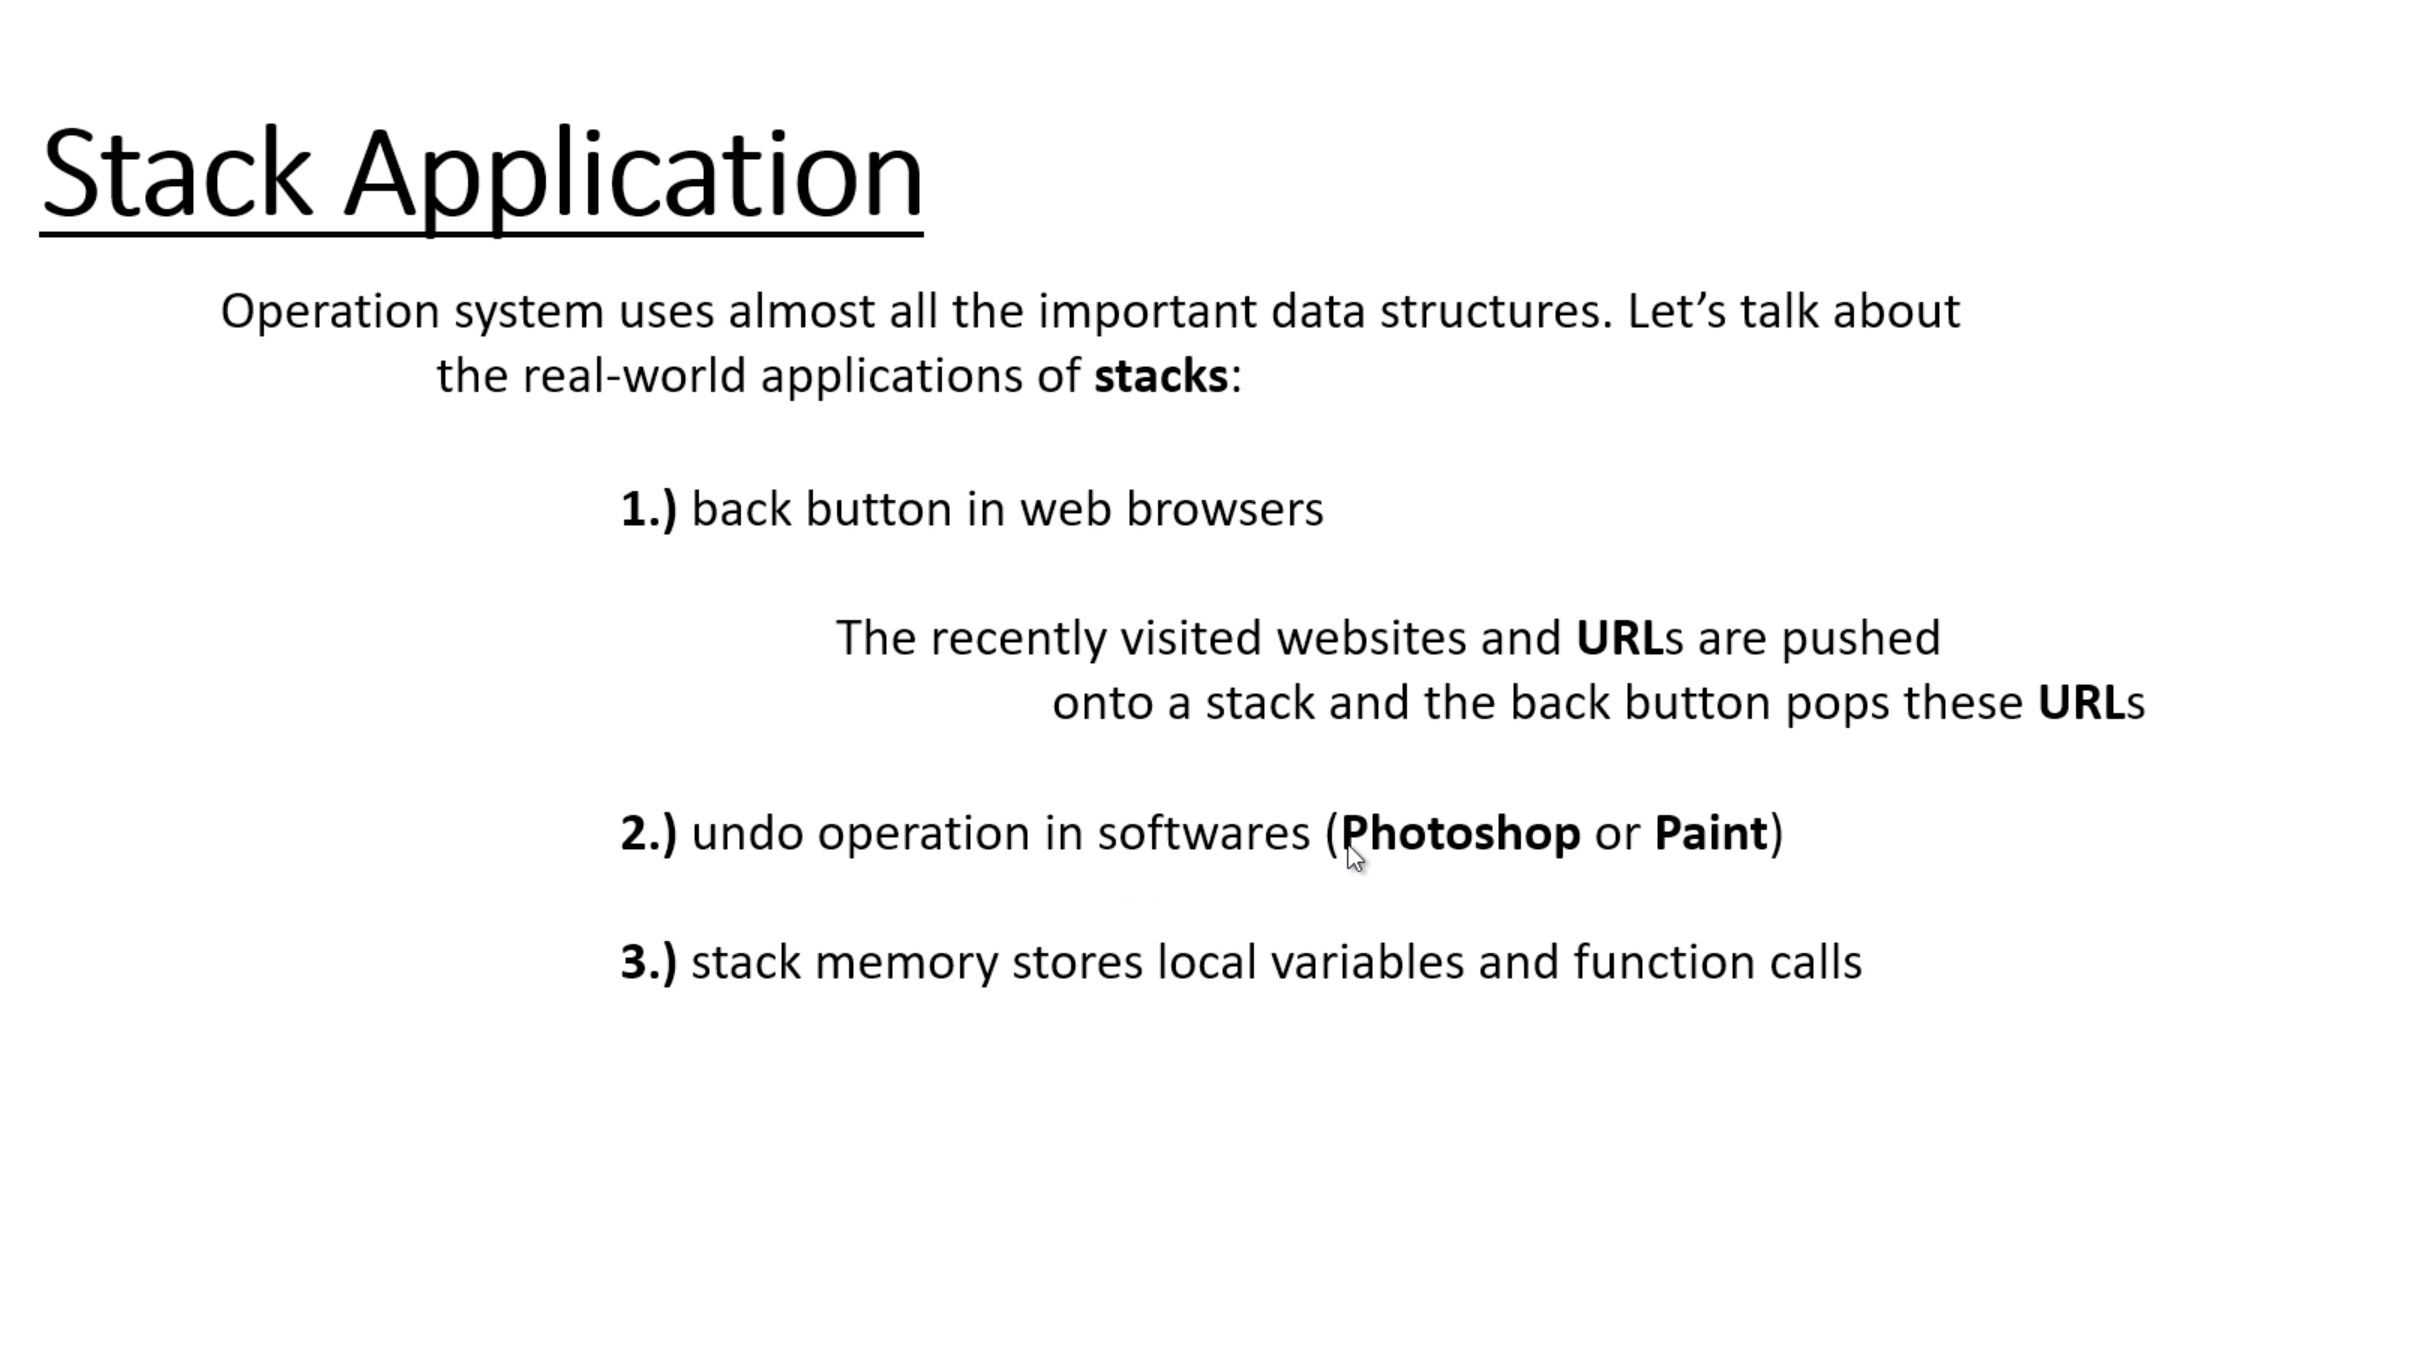 Stack Application
Operation system uses almost all the important data structures. Let’s talk about
the real-world applications of stacks:
1.) back button in web browsers
The recently visited websites and URLs are pushed
onto a stack and the back button pops these URLs
2.) undo operation in softwares (Photoshop or Paint)
3.) stack memory stores local variables and function calls